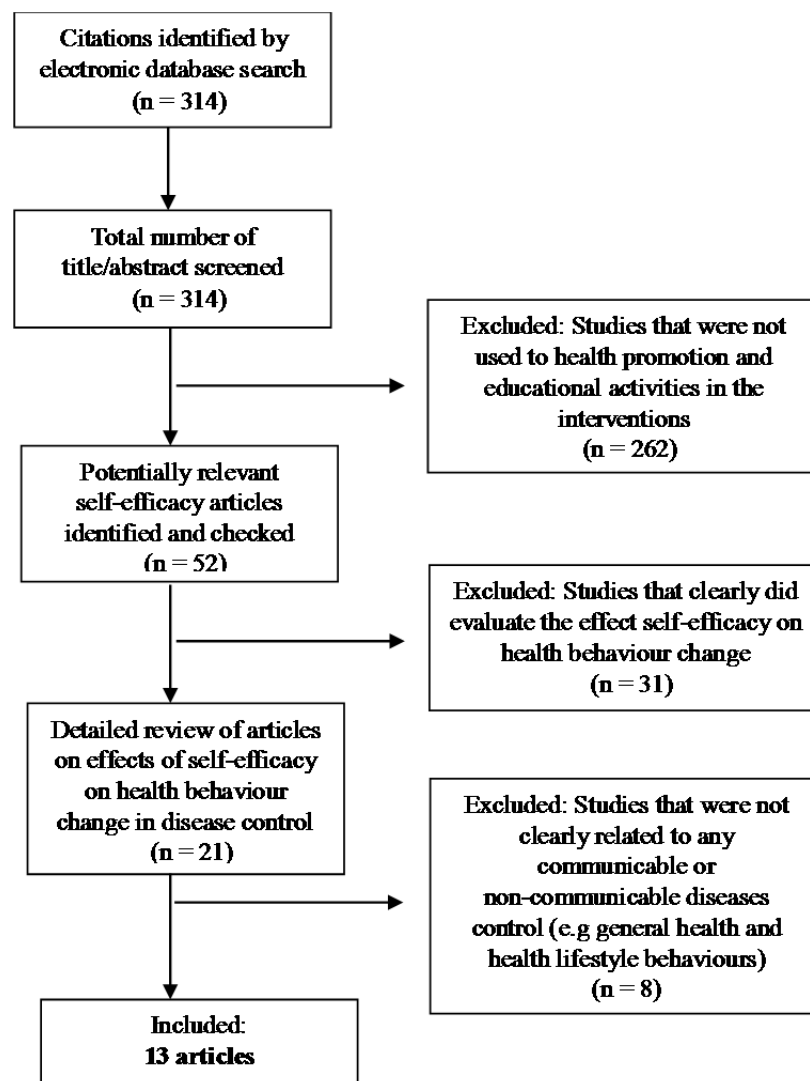 Citations identified by
electronic database search
(n = 314)
Total number of
title/abstract screened
(n = 314)
Excluded: Studies that were not
used to health promotion and
educational activities in the
interventions
(n = 262)
Potentially relevant
self-efficacy articles
identified and checked
(n = 52)
Excluded: Studies that clearly did
evaluate the effect self-efficacy on
health behaviour change
(n = 31)
Detailed review of articles
on effects of self-efficacy
on health behaviour
change in disease control
(n = 21)
Excluded: Studies that were not
clearly related to any
communicable or
non-communicable diseases
control (e.g general health and
health lifestyle behaviours)
(n = 8)
Included:
13 articles